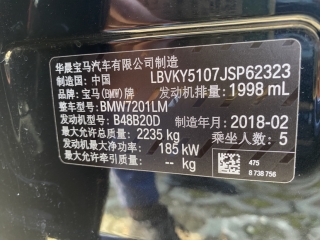 华晨宝马汽车有限公司制造
制造国：中国 LBVKY5107JSP62323
品牌：宝马(BMW)牌 发动机排量：1998 mL
整车型号：BMW7201LM
发动机型号：B48B20D 制造年月：2018-02
最大允许总质量：2235 kg 乘坐人数：5
发动机最大净功率：185 kW
最大允许牵引质量：-- kg
475
8 738 756